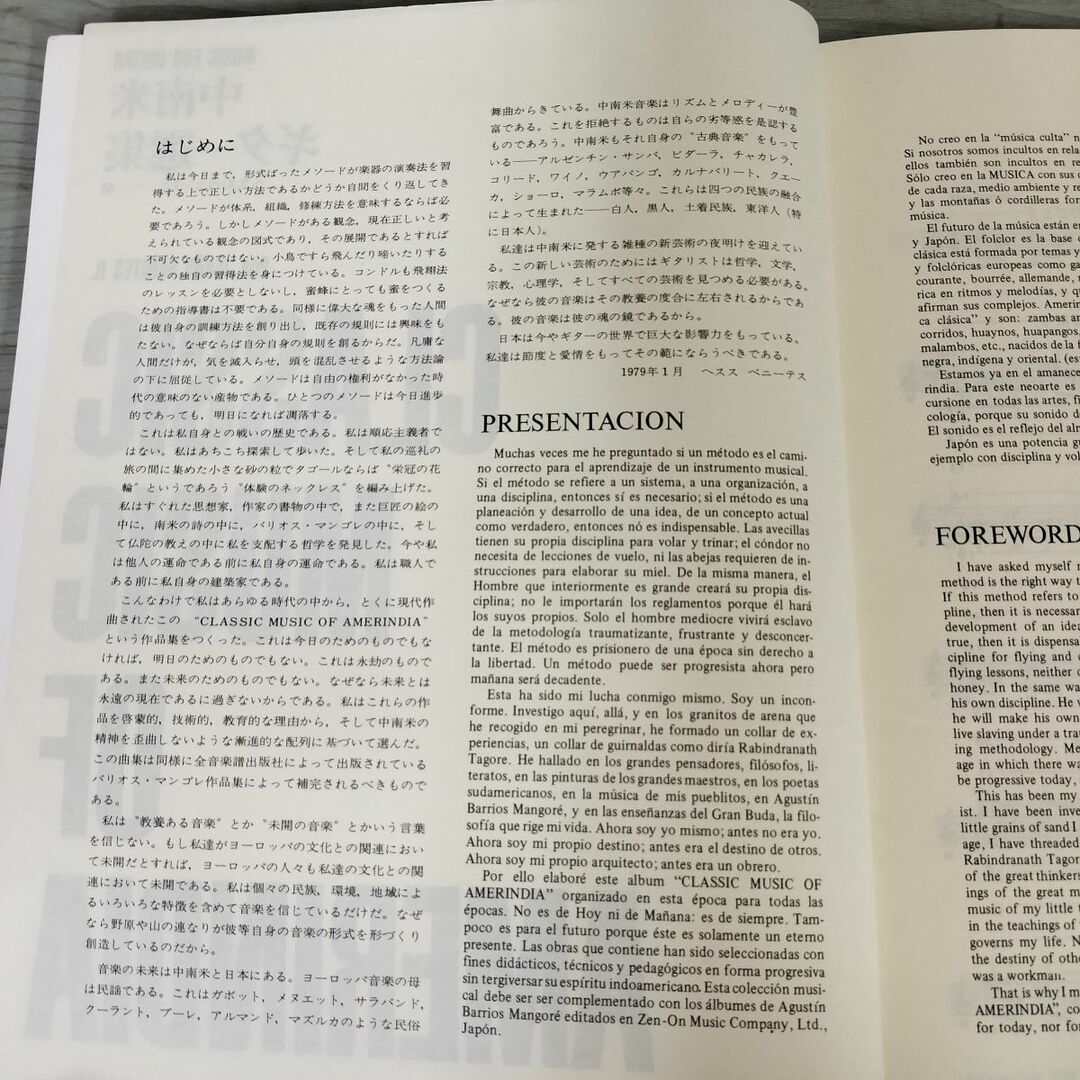 はじめに
私は今日まで，形式ばったメソードが楽器の演奏法を習
得する上で正しい方法であるかどうか自問をくり返してき
た。メソードが体系，組織，修練方法を意味するならば必
要であろう。しかしメソードがある観念，現在正しいと考
えられている観念の図式であり，その展開であるとすれば
不可欠なものではない。小鳥ですら飛んだり啼いたりする
ことの独自の習得法を身につけている。コンドルも飛翔法
のレッスンを必要としないし，蜜蜂にとっても蜜をつくる
ための指導書は不要である。同様に偉大な魂をもった人間
は彼自身の訓練方法を創り出し，既存の規則には興味をも
たない。なぜならば自分自身の規則を創るからだ。凡庸な
人間だけが，気を滅入らせ，頭を混乱させるような方法論
の下に屈従している。メソードは自由の権利がなかった時
代の意味のない産物である。ひとつのメソードは今日進歩
的であっても，明日になれば凋落する。
これは私自身との戦いの歴史である。私は順応主義者で
はない。私はあちこち探索して歩いた。そして私の巡礼の
旅の間に集めた小さな砂の粒でタゴールならば〝栄冠の花
輪〟というであろう〝体験のネックレス〟を編み上げた。
私はすぐれた思想家，作家の書物の中で，また巨匠の絵の
中に，南米の詩の中に，バリオス・マンゴレの中に，そし
て仏陀の教えの中に私を支配する哲学を発見した。今や私
は他人の運命である前に私自身の運命である。私は職人で
ある前に私自身の建築家である。
こんなわけで私はあらゆる時代の中から，とくに現代作
曲されたこの “CLASSIC MUSIC OF AMERINDIA”
という作品集をつくった。これは今日のためのものでもな
ければ，明日のためのものでもない。これは永劫のもので
ある。また未来のためのものでもない。なぜなら未来とは
永遠の現在であるに過ぎないからである。私はこれらの作
品を啓蒙的，技術的，教育的な理由から，そして中南米の
精神を歪曲しないような漸進的な配列に基づいて選んだ。
この曲集は同様に全音楽譜出版社によって出版されている
バリオス・マンゴレ作品集によって補完されるべきもので
ある。
私は〝教養ある音楽〟とか〝未開の音楽〟とかいう言葉
を信じない。もし私達がヨーロッパの文化との関連におい
て未開だとすれば，ヨーロッパの人々も私達の文化との関
連において未開である。私は個々の民族，環境，地域によ
るいろいろな特徴を含めて音楽を信じているだけだ。なぜ
なら野原や山の連なりが彼等自身の音楽の形式を形づくり
創造しているのだから。
音楽の未来は中南米と日本にある。ヨーロッパ音楽の母
は民謡である。これはガボット，メヌエット，サラバンド，
クーラント，ブーレ，アルマンド，マズルカのような民俗
舞曲からきている。中南米音楽はリズムとメロディーが豊
富である。これを拒絶するものは自らの劣等感を是認する
ものであろう。中南米もそれ自身の〝古典音楽〟をもって
いる——アルゼンチン・サンバ，ビダーラ，チャカレラ，
コリード，ワイノ，ウアパンゴ，カルナバリート，クエー
カ，ショーロ，マラムボ等々。これらは四つの民族の融合
によって生まれた——白人，黒人，土着民族，東洋人（特
に日本人）。
私達は中南米に発する雑種の新芸術の夜明けを迎えてい
る。この新しい芸術のためにはギタリストは哲学，文学，
宗教，心理学，そしてすべての芸術を見つめる必要がある。
なぜなら彼の音楽はその教養の度合に左右されるからであ
る。彼の音楽は彼の魂の鏡であるから。
日本は今やギターの世界で巨大な影響力をもっている。
私達は節度と愛情をもってその範にならうべきである。
1979年1月　ヘスス　ベニーテス
PRESENTACION
Muchas veces me he preguntado si un método es el cami-
no correcto para el aprendizaje de un instrumento musical.
Si el método se refiere a un sistema, a una organización, a
una disciplina, entonces sí es necesario; si el método es una
planeación y desarrollo de una idea, de un concepto actual
como verdadero, entonces nó es indispensable. Las avecillas
tienen su propia disciplina para volar y trinar; el cóndor no
necesita de lecciones de vuelo, ni las abejas requieren de in-
strucciones para elaborar su miel. De la misma manera, el
Hombre que interiormente es grande creará su propia dis-
ciplina; no le importarán los reglamentos porque él hará
los suyos propios. Solo el hombre mediocre vivirá esclavo
de la metodología traumatizante, frustrante y desconcer-
tante. El método es prisionero de una época sin derecho a
la libertad. Un método puede ser progresista ahora pero
mañana será decadente.
Esta ha sido mi lucha conmigo mismo. Soy un incon-
forme. Investigo aquí, allá, y en los granitos de arena que
he recogido en mi peregrinar, he formado un collar de ex-
periencias, un collar de guirnaldas como diría Rabindranath
Tagore. He hallado en los grandes pensadores, filósofos, li-
teratos, en las pinturas de los grandes maestros, en los poetas
sudamericanos, en la música de mis pueblitos, en Agustín
Barrios Mangoré, y en las enseñanzas del Gran Buda, la filo-
sofía que rige mi vida. Ahora soy yo mismo; antes no era yo.
Ahora soy mi propio destino; antes era el destino de otros.
Ahora soy mi propio arquitecto; antes era un obrero.
Por ello elaboré este album “CLASSIC MUSIC OF
AMERINDIA” organizado en esta época para todas las
épocas. No es de Hoy ni de Mañana: es de siempre. Tam-
poco es para el futuro porque éste es solamente un eterno
presente. Las obras que contiene han sido seleccionadas con
fines didácticos, técnicos y pedagógicos en forma progresiva
sin tergiversar su espíritu indoamericano. Esta colección musi-
cal debe ser ser complementado con los álbumes de Agustín
Barrios Mangoré editados en Zen-On Music Company, Ltd.,
Japón.
No creo en la “música culta” n
Si nosotros somos incultos en rela
ellos también son incultos en re
Sólo creo en la MUSICA con sus c
de cada raza, medio ambiente y re
y las montañas ó cordilleras for
música.
El futuro de la música están en
y Japón. El folclor es la base c
clásica está formada por temas y
y folclóricas europeas como ga
courante, bourrée, allemande, 
rica en ritmos y melodías, y qu
afirman sus complejos. Amerin
ca clásica” y son: zambas ar
corridos, huaynos, huapangos,
malambos, etc., nacidos de la f
negra, indígena y oriental. (es
Estamos ya en el amanece
rindia. Para este neoarte es
cursione en todas las artes, fi
cología, porque su sonido de
El sonido es el reflejo del alr
Japón es una potencia gu
ejemplo con disciplina y vol
FOREWORD
I have asked myself m
method is the right way t
If this method refers to
pline, then it is necessar
development of an idea
true, then it is dispensa
cipline for flying and c
flying lessons, neither c
honey. In the same wa
his own discipline. He v
he will make his own
live slaving under a tra
ing methodology. Me
age in which there wa
be progressive today,
This has been my
ist. I have been inve
little grains of sand I
age, I have threaded
Rabindranath Tagor
of the great thinkers
ings of the great m
music of my little t
in the teachings of
governs my life. N
the destiny of oth
was a workman.
That is why I m
AMERINDIA”, co
for today, nor for